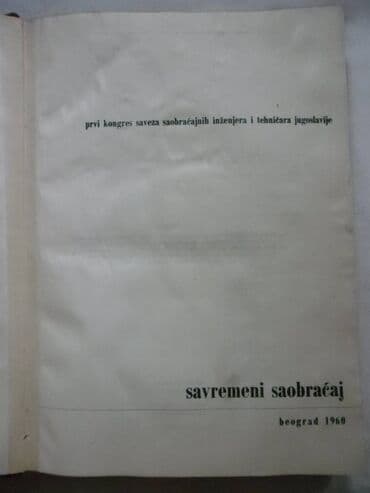 prvi kongres saveza saobraćajnih inženjera i tehničara jugoslavije
savremeni saobraćaj
beograd 1960